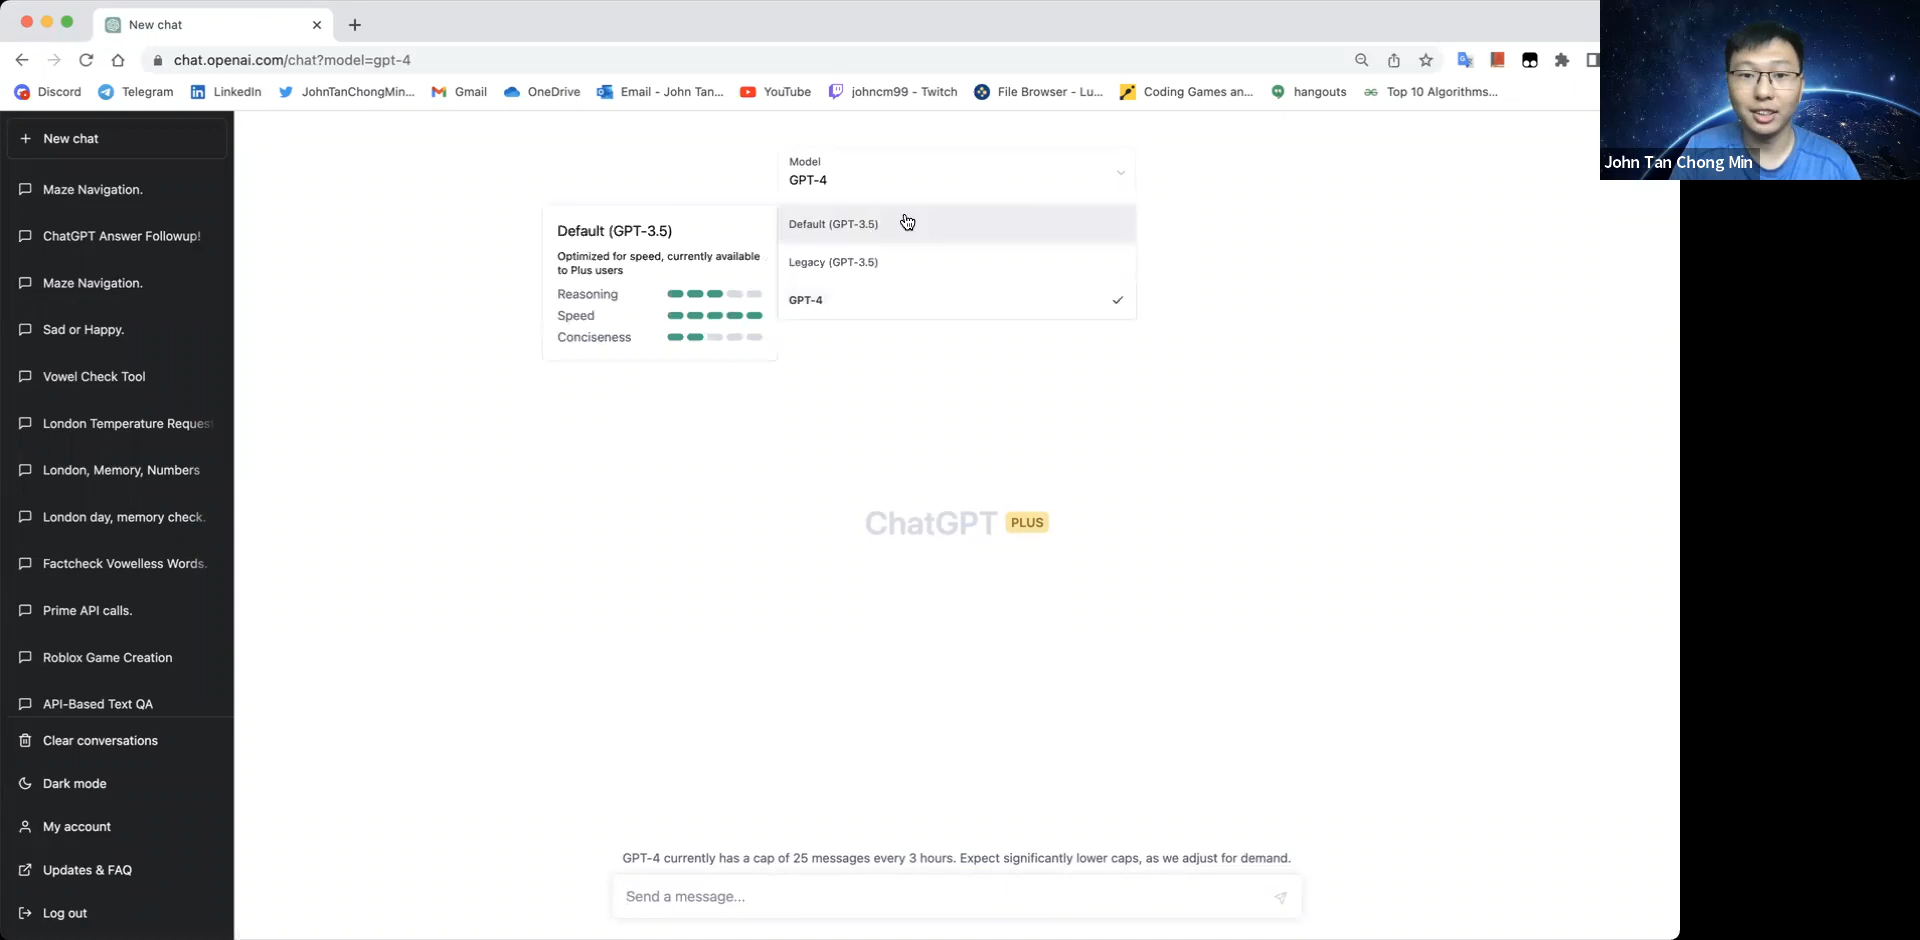 New chat
chat.openai.com/chat?model=gpt-4
Discord
Telegram
LinkedIn
JohnTanChongMin...
Gmail
OneDrive
Email - John Tan...
YouTube
johncm99 - Twitch
File Browser - Lu...
Coding Games an...
hangouts
Top 10 Algorithms...
John Tan Chong Min
New chat
Maze Navigation.
ChatGPT Answer Followup!
Maze Navigation.
Sad or Happy.
Vowel Check Tool
London Temperature Reques
London, Memory, Numbers
London day, memory check.
Factcheck Vowelless Words.
Prime API calls.
Roblox Game Creation
API-Based Text QA
Clear conversations
Dark mode
My account
Updates & FAQ
Log out
Model
GPT-4
Default (GPT-3.5)
Legacy (GPT-3.5)
GPT-4
Default (GPT-3.5)
Optimized for speed, currently available
to Plus users
Reasoning
Speed
Conciseness
ChatGPT PLUS
GPT-4 currently has a cap of 25 messages every 3 hours. Expect significantly lower caps, as we adjust for demand.
Send a message...